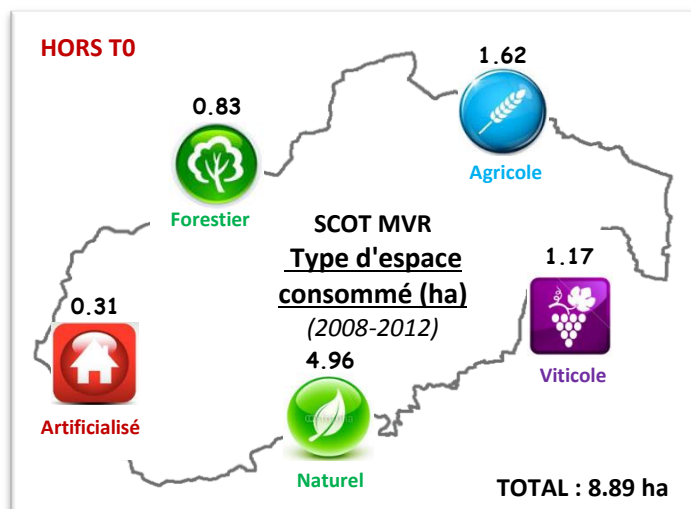 HORS T0
1.62
0.83
Agricole
Forestier
SCOT MVR
Type d'espace
consommé (ha)
(2008-2012)
1.17
0.31
4.96
Viticole
Artificialisé
Naturel
TOTAL : 8.89 ha